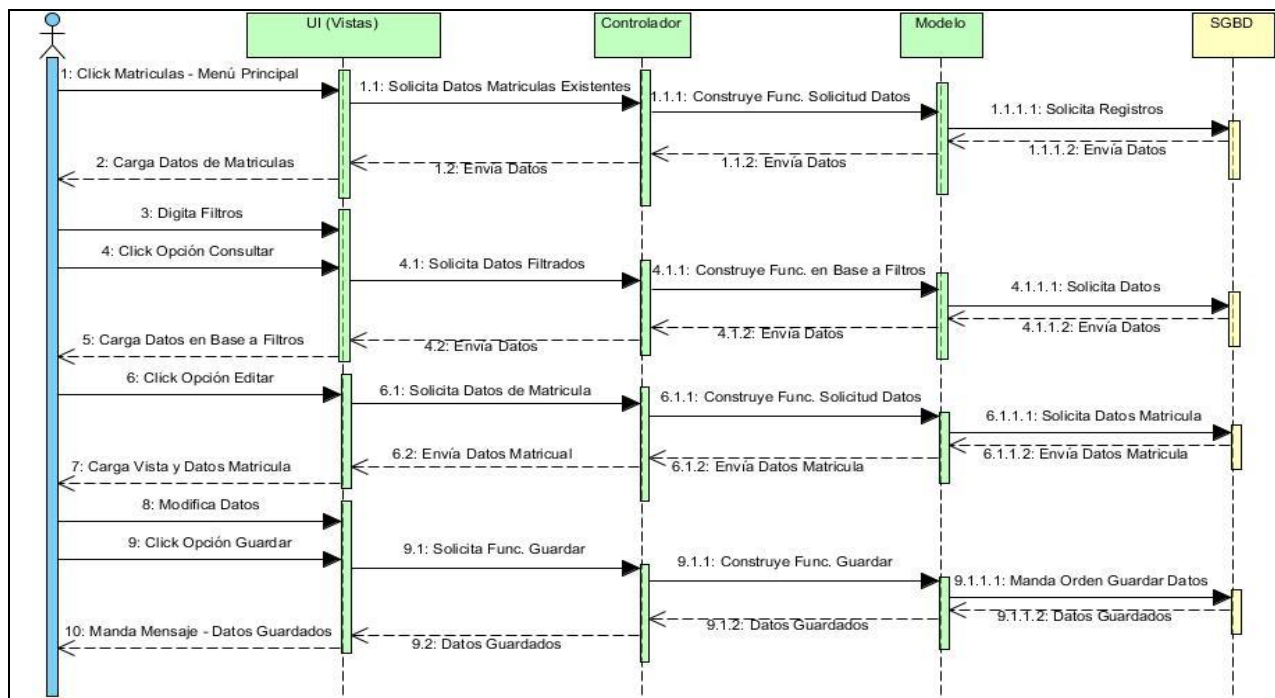 UI (Vistas)
Controlador
Modelo
SGBD
1: Click Matriculas - Menú Principal
1.1: Solicita Datos Matriculas Existentes
1.1.1: Construye Func. Solicitud Datos
1.1.1.1: Solicita Registros
1.1.1.2: Envía Datos
1.1.2: Envía Datos
1.2: Envía Datos
2: Carga Datos de Matriculas
3: Digita Filtros
4: Click Opción Consultar
4.1: Solicita Datos Filtrados
4.1.1: Construye Func. en Base a Filtros
4.1.1.1: Solicita Datos
4.1.1.2: Envía Datos
4.1.2: Envía Datos
4.2: Envía Datos
5: Carga Datos en Base a Filtros
6: Click Opción Editar
6.1: Solicita Datos de Matricula
6.1.1: Construye Func. Solicitud Datos
6.1.1.1: Solicita Datos Matricula
6.1.1.2: Envía Datos Matricula
6.1.2: Envía Datos Matricula
6.2: Envía Datos Matricual
7: Carga Vista y Datos Matricula
8: Modifica Datos
9: Click Opción Guardar
9.1: Solicita Func. Guardar
9.1.1: Construye Func. Guardar
9.1.1.1: Manda Orden Guardar Datos
9.1.1.2: Datos Guardados
9.1.2: Datos Guardados
9.2: Datos Guardados
10: Manda Mensaje - Datos Guardados